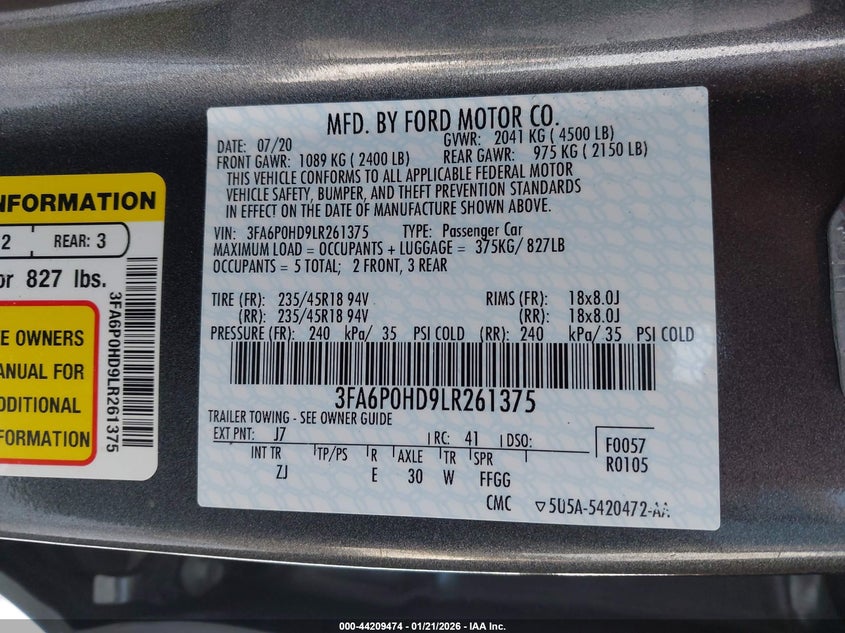 NFORMATION
2 REAR: 3
or 827 lbs.
E OWNERS
ANUAL FOR
DDITIONAL
FORMATION
3FA6P0HD9LR261375
MFD. BY FORD MOTOR CO.
DATE: 07/20 GVWR: 2041 KG ( 4500 LB)
FRONT GAWR: 1089 KG ( 2400 LB) REAR GAWR: 975 KG ( 2150 LB)
THIS VEHICLE CONFORMS TO ALL APPLICABLE FEDERAL MOTOR
VEHICLE SAFETY, BUMPER, AND THEFT PREVENTION STANDARDS
IN EFFECT ON THE DATE OF MANUFACTURE SHOWN ABOVE.
VIN: 3FA6P0HD9LR261375 TYPE: Passenger Car
MAXIMUM LOAD = OCCUPANTS + LUGGAGE = 375KG/ 827LB
OCCUPANTS = 5 TOTAL; 2 FRONT, 3 REAR
TIRE (FR): 235/45R18 94V RIMS (FR): 18x8.0J
(RR): 235/45R18 94V (RR): 18x8.0J
PRESSURE (FR): 240 kPa/ 35 PSI COLD (RR): 240 kPa/ 35 PSI COLD
3FA6P0HD9LR261375
TRAILER TOWING - SEE OWNER GUIDE
EXT PNT: J7 RC: 41 DSO: F0057
INT TR TP/PS R AXLE TR SPR R0105
ZJ E 30 W FFGG
CMC ▽5U5A-5420472-AA
000-44209474 | 01/21/2026 - IAA Inc.